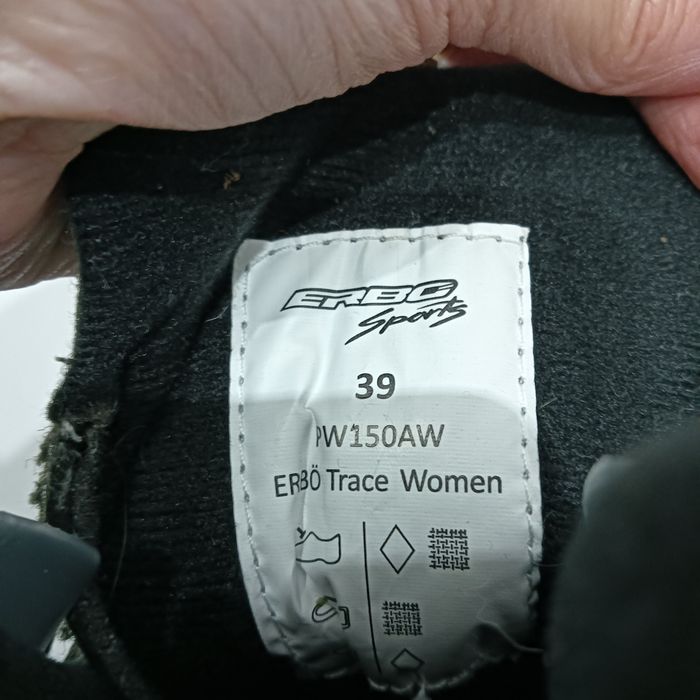 ERBÖ
Sports
39
PW150AW
ERBÖ Trace Women